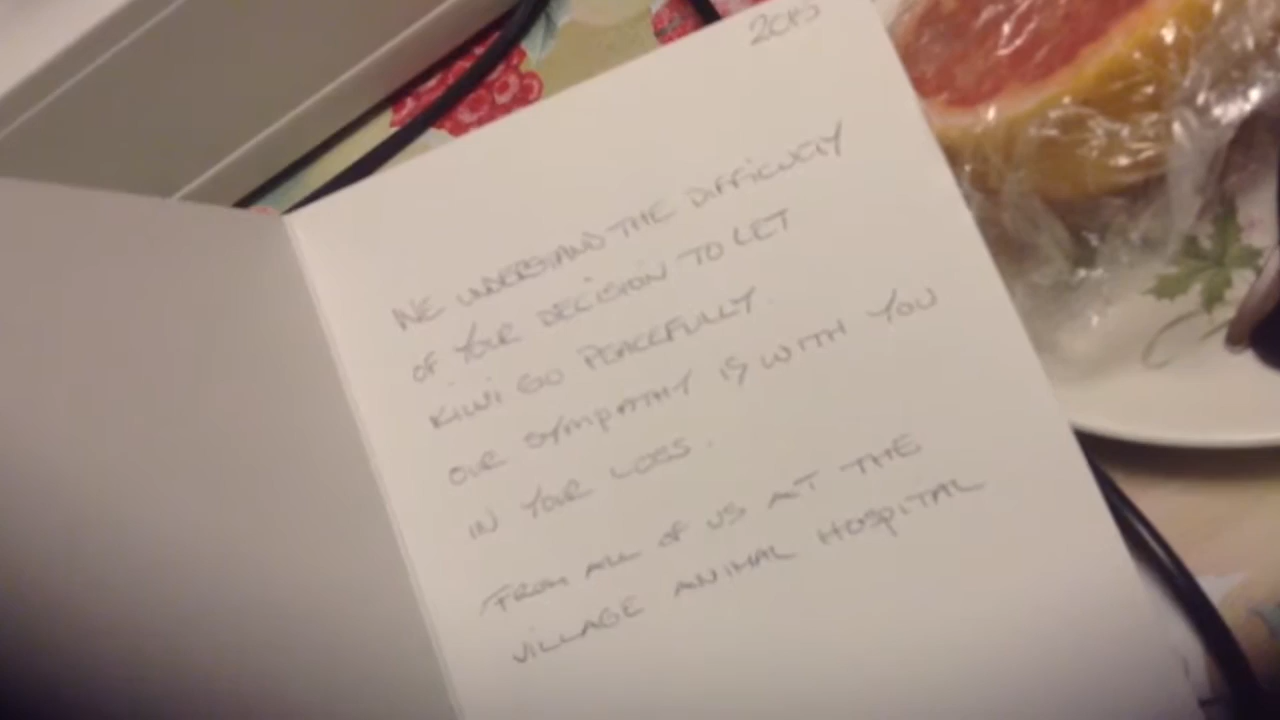 WE UNDERSTAND THE DIFFICULTY
OF YOUR DECISION TO LET
KIWI GO PEACEFULLY.
OUR SYMPATHY IS WITH YOU
IN YOUR LOSS.
FROM ALL OF US AT THE
VILLAGE ANIMAL HOSPITAL